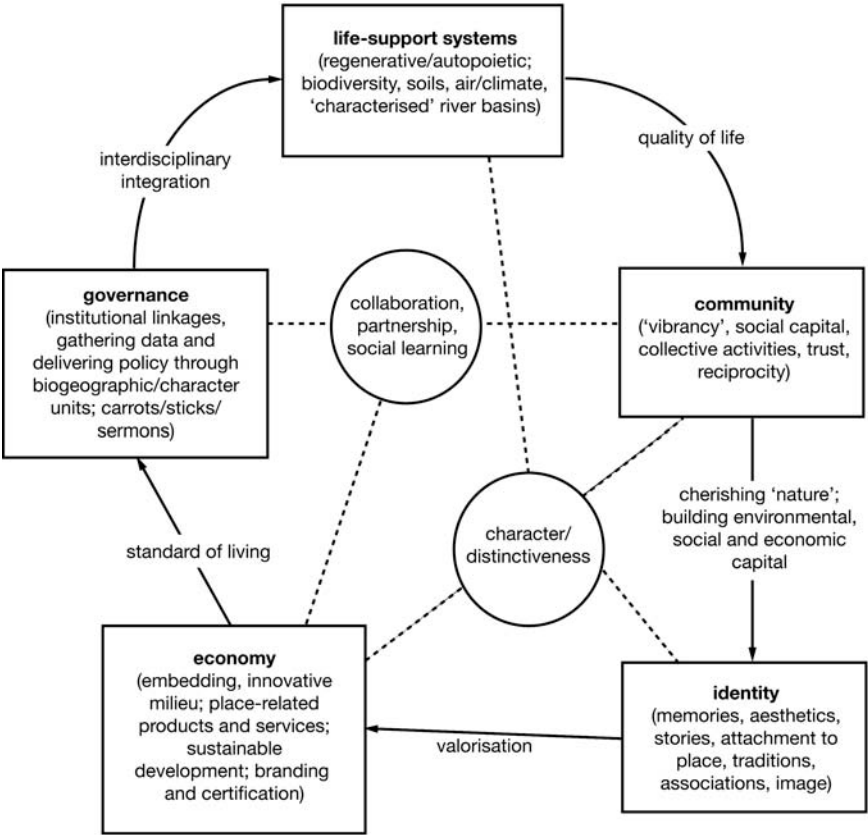 life-support systems
(regenerative/autopoietic;
biodiversity, soils, air/climate,
‘characterised’ river basins)
quality of life
interdisciplinary
integration
governance
(institutional linkages,
gathering data and
delivering policy through
biogeographic/character
units; carrots/sticks/
sermons)
collaboration,
partnership,
social learning
community
(‘vibrancy’, social capital,
collective activities, trust,
reciprocity)
cherishing ‘nature’;
building environmental,
social and economic
capital
character/
distinctiveness
standard of living
economy
(embedding, innovative
milieu; place-related
products and services;
sustainable
development; branding
and certification)
valorisation
identity
(memories, aesthetics,
stories, attachment to
place, traditions,
associations, image)